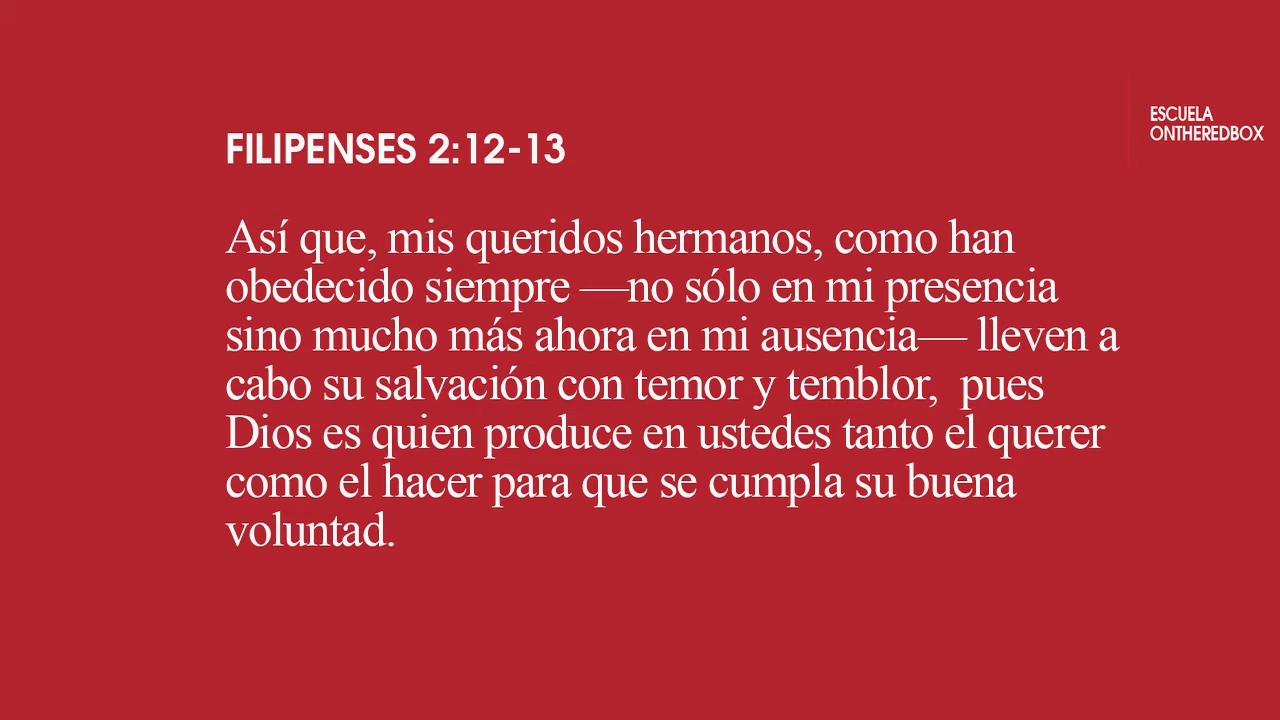 ESCUELA
ONTHEREDBOX
FILIPENSES 2:12-13
Así que, mis queridos hermanos, como han
obedecido siempre —no sólo en mi presencia
sino mucho más ahora en mi ausencia— lleven a
cabo su salvación con temor y temblor,  pues
Dios es quien produce en ustedes tanto el querer
como el hacer para que se cumpla su buena
voluntad.